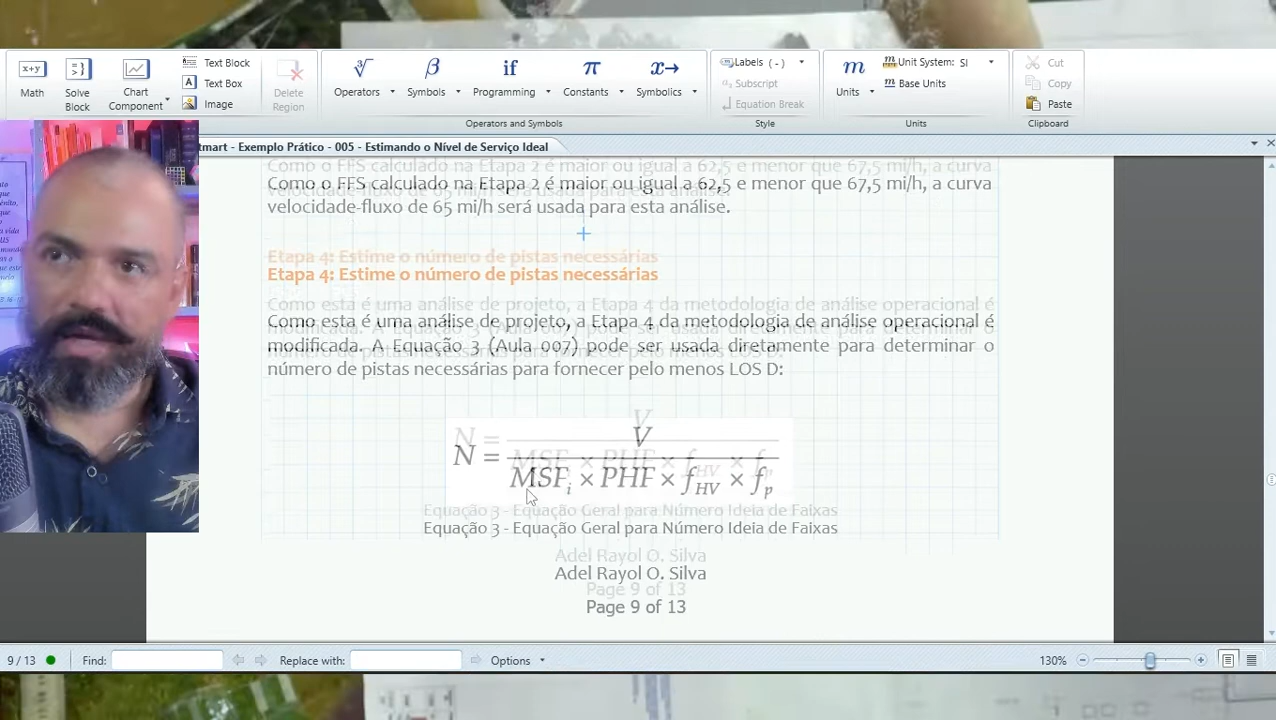 Math
Solve Block
Chart Component
Text Block
Text Box
Image
Delete Region
Operators
Symbols
Programming
Constants
Symbolics
Operators and Symbols
Labels ( - )
Subscript
Equation Break
Style
Units
Unit System: SI
Base Units
Units
Cut
Copy
Paste
Clipboard
tmart - Exemplo Prático - 005 - Estimando o Nível de Serviço Ideal
Como o FFS calculado na Etapa 2 é maior ou igual a 62,5 e menor que 67,5 mi/h, a curva
velocidade-fluxo de 65 mi/h será usada para esta análise.
Etapa 4: Estime o número de pistas necessárias
Como esta é uma análise de projeto, a Etapa 4 da metodologia de análise operacional é
modificada. A Equação 3 (Aula 007) pode ser usada diretamente para determinar o
número de pistas necessárias para fornecer pelo menos LOS D:
N = V / (MSF_i × PHF × f_HV × f_p)
Equação 3 - Equação Geral para Número Ideia de Faixas
Adel Rayol O. Silva
Page 9 of 13
9 / 13
Find:
Replace with:
Options
130%